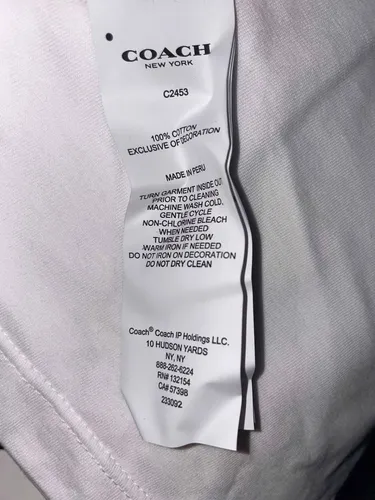 COACH
NEW YORK
C2453
100% COTTON
EXCLUSIVE OF DECORATION
MADE IN PERU
TURN GARMENT INSIDE OUT
PRIOR TO CLEANING
MACHINE WASH COLD,
GENTLE CYCLE
NON-CHLORINE BLEACH
WHEN NEEDED
TUMBLE DRY LOW
WARM IRON IF NEEDED
DO NOT IRON ON DECORATION
DO NOT DRY CLEAN
Coach® Coach IP Holdings LLC.
10 HUDSON YARDS
NY, NY
888-262-6224
RN# 132154
CA# 57398
233092